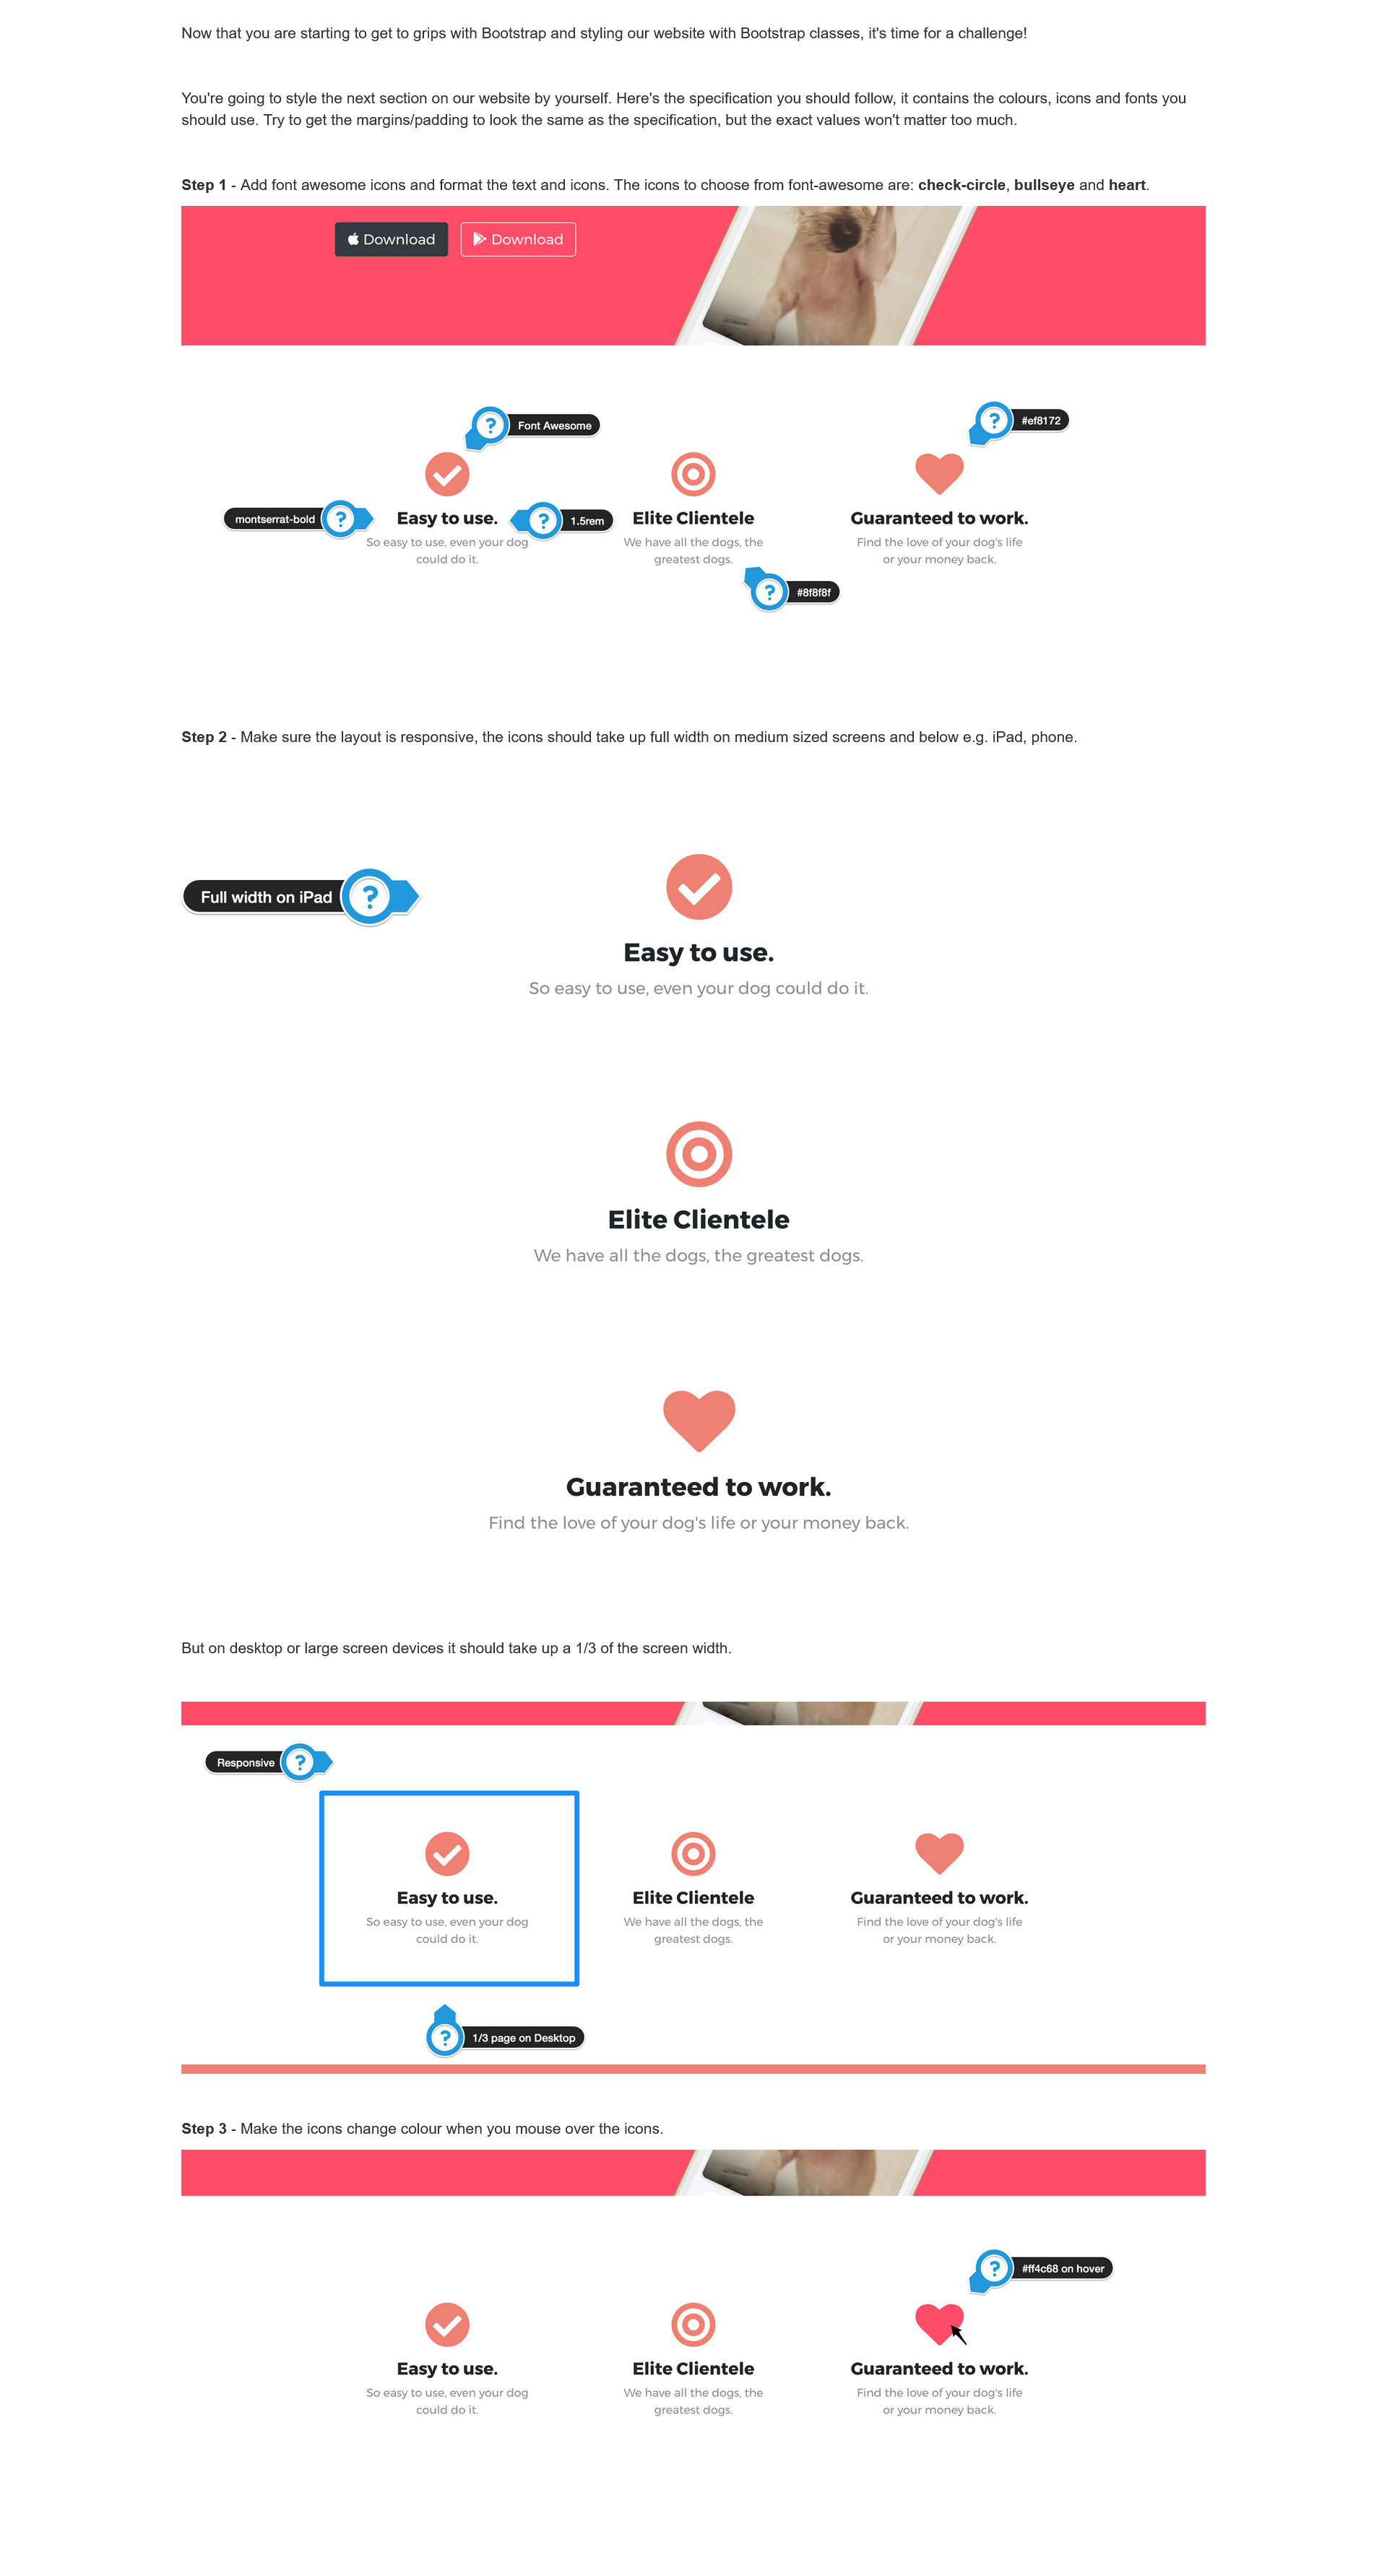 Now that you are starting to get to grips with Bootstrap and styling our website with Bootstrap classes, it's time for a challenge!
You're going to style the next section on our website by yourself. Here's the specification you should follow, it contains the colours, icons and fonts you
should use. Try to get the margins/padding to look the same as the specification, but the exact values won't matter too much.
Step 1 - Add font awesome icons and format the text and icons. The icons to choose from font-awesome are: check-circle, bullseye and heart.
Download Download
? Font Awesome ? #ef8172
montserrat-bold ? Easy to use. ? 1.5rem Elite Clientele Guaranteed to work.
So easy to use, even your dog We have all the dogs, the Find the love of your dog's life
could do it. greatest dogs. or your money back.
? #8f8f8f
Step 2 - Make sure the layout is responsive, the icons should take up full width on medium sized screens and below e.g. iPad, phone.
Full width on iPad ?
Easy to use.
So easy to use, even your dog could do it.
Elite Clientele
We have all the dogs, the greatest dogs.
Guaranteed to work.
Find the love of your dog's life or your money back.
But on desktop or large screen devices it should take up a 1/3 of the screen width.
Responsive ?
Easy to use. Elite Clientele Guaranteed to work.
So easy to use, even your dog We have all the dogs, the Find the love of your dog's life
could do it. greatest dogs. or your money back.
? 1/3 page on Desktop
Step 3 - Make the icons change colour when you mouse over the icons.
? #ff4c68 on hover
Easy to use. Elite Clientele Guaranteed to work.
So easy to use, even your dog We have all the dogs, the Find the love of your dog's life
could do it. greatest dogs. or your money back.